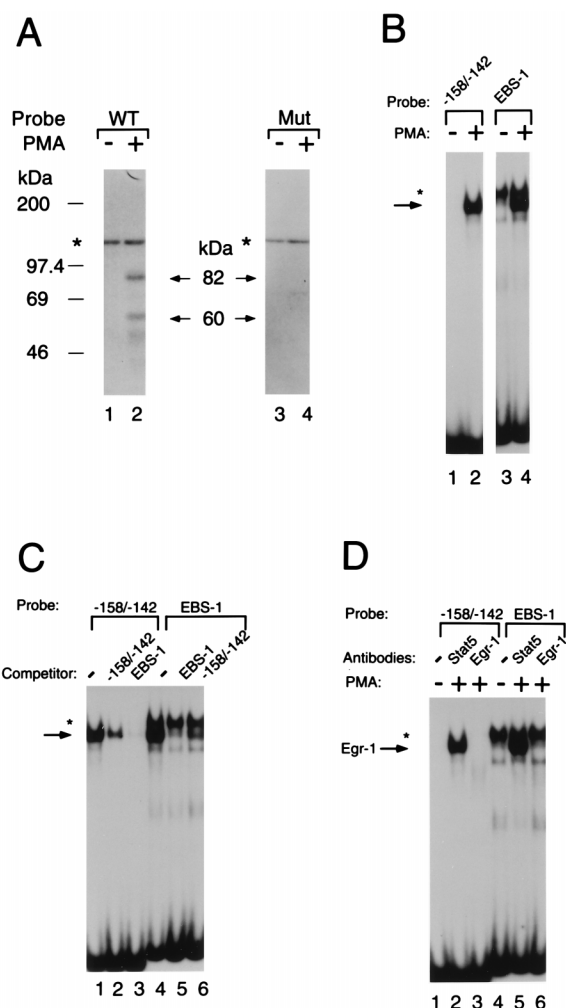 A
Probe WT Mut
PMA - + - +
kDa
200
* kDa *
97.4
82
69
60
46
1 2 3 4
B
Probe: -158/-142 EBS-1
PMA: - + - +
*
1 2 3 4
C
Probe: -158/-142 EBS-1
Competitor: - -158/-142 EBS-1 - EBS-1 -158/-142
*
1 2 3 4 5 6
D
Probe: -158/-142 EBS-1
Antibodies: - Stat5 Egr-1 - Stat5 Egr-1
PMA: - + + - + +
*
Egr-1
1 2 3 4 5 6